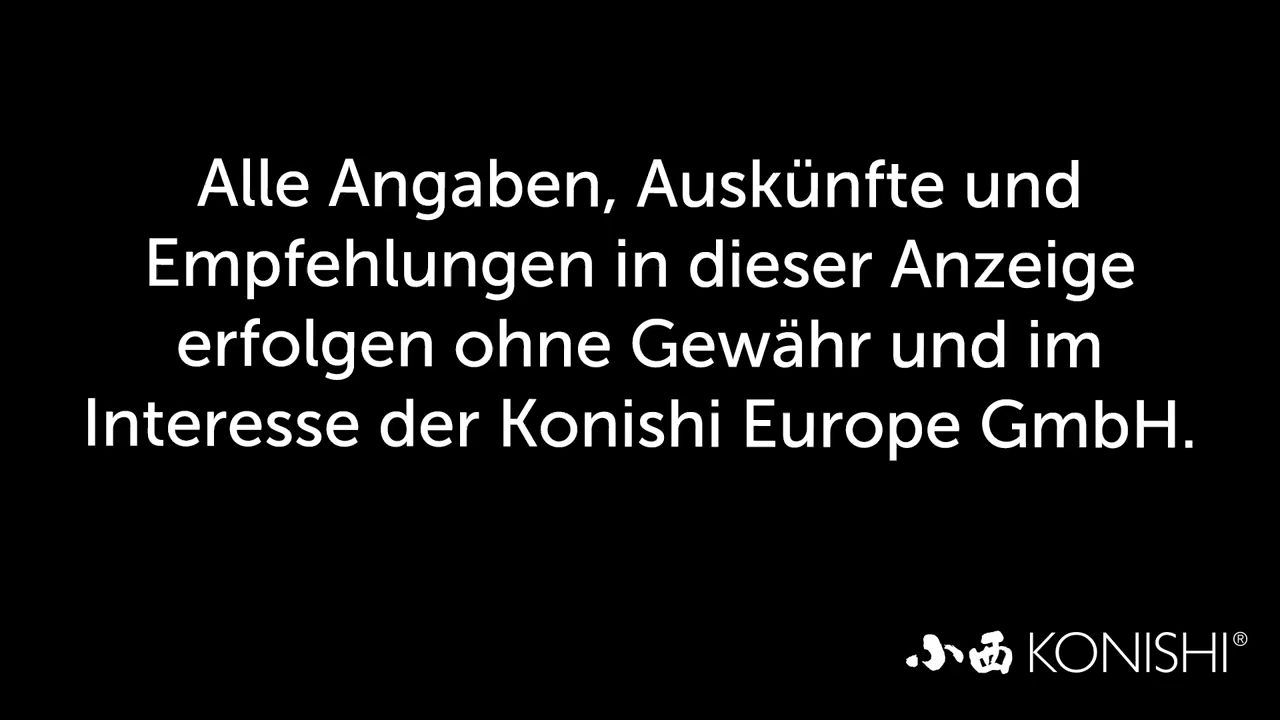 Alle Angaben, Auskünfte und
Empfehlungen in dieser Anzeige
erfolgen ohne Gewähr und im
Interesse der Konishi Europe GmbH.
小西 KONISHI®